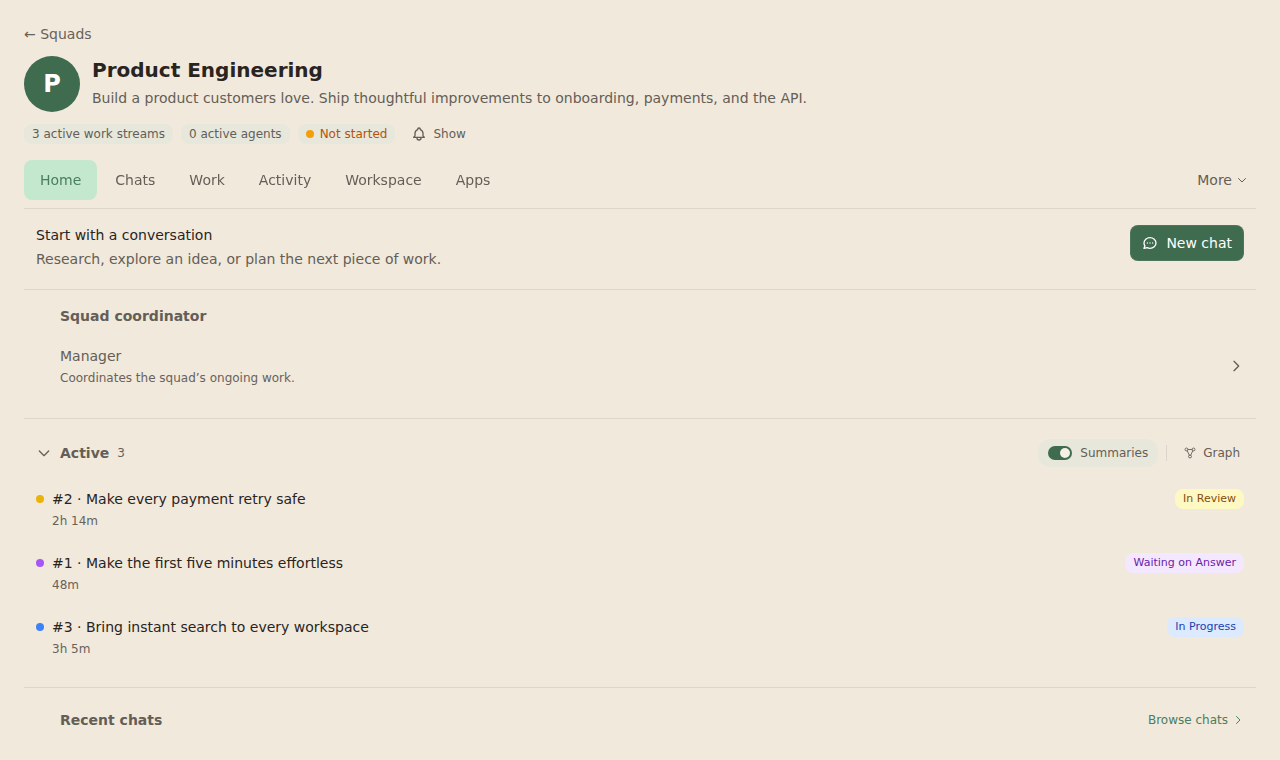 ← Squads
P
Product Engineering
Build a product customers love. Ship thoughtful improvements to onboarding, payments, and the API.
3 active work streams 0 active agents Not started Show
Home Chats Work Activity Workspace Apps More
Start with a conversation
Research, explore an idea, or plan the next piece of work.
New chat
Squad coordinator
Manager
Coordinates the squad’s ongoing work.
Active 3 Summaries Graph
#2 · Make every payment retry safe In Review
2h 14m
#1 · Make the first five minutes effortless Waiting on Answer
48m
#3 · Bring instant search to every workspace In Progress
3h 5m
Recent chats Browse chats